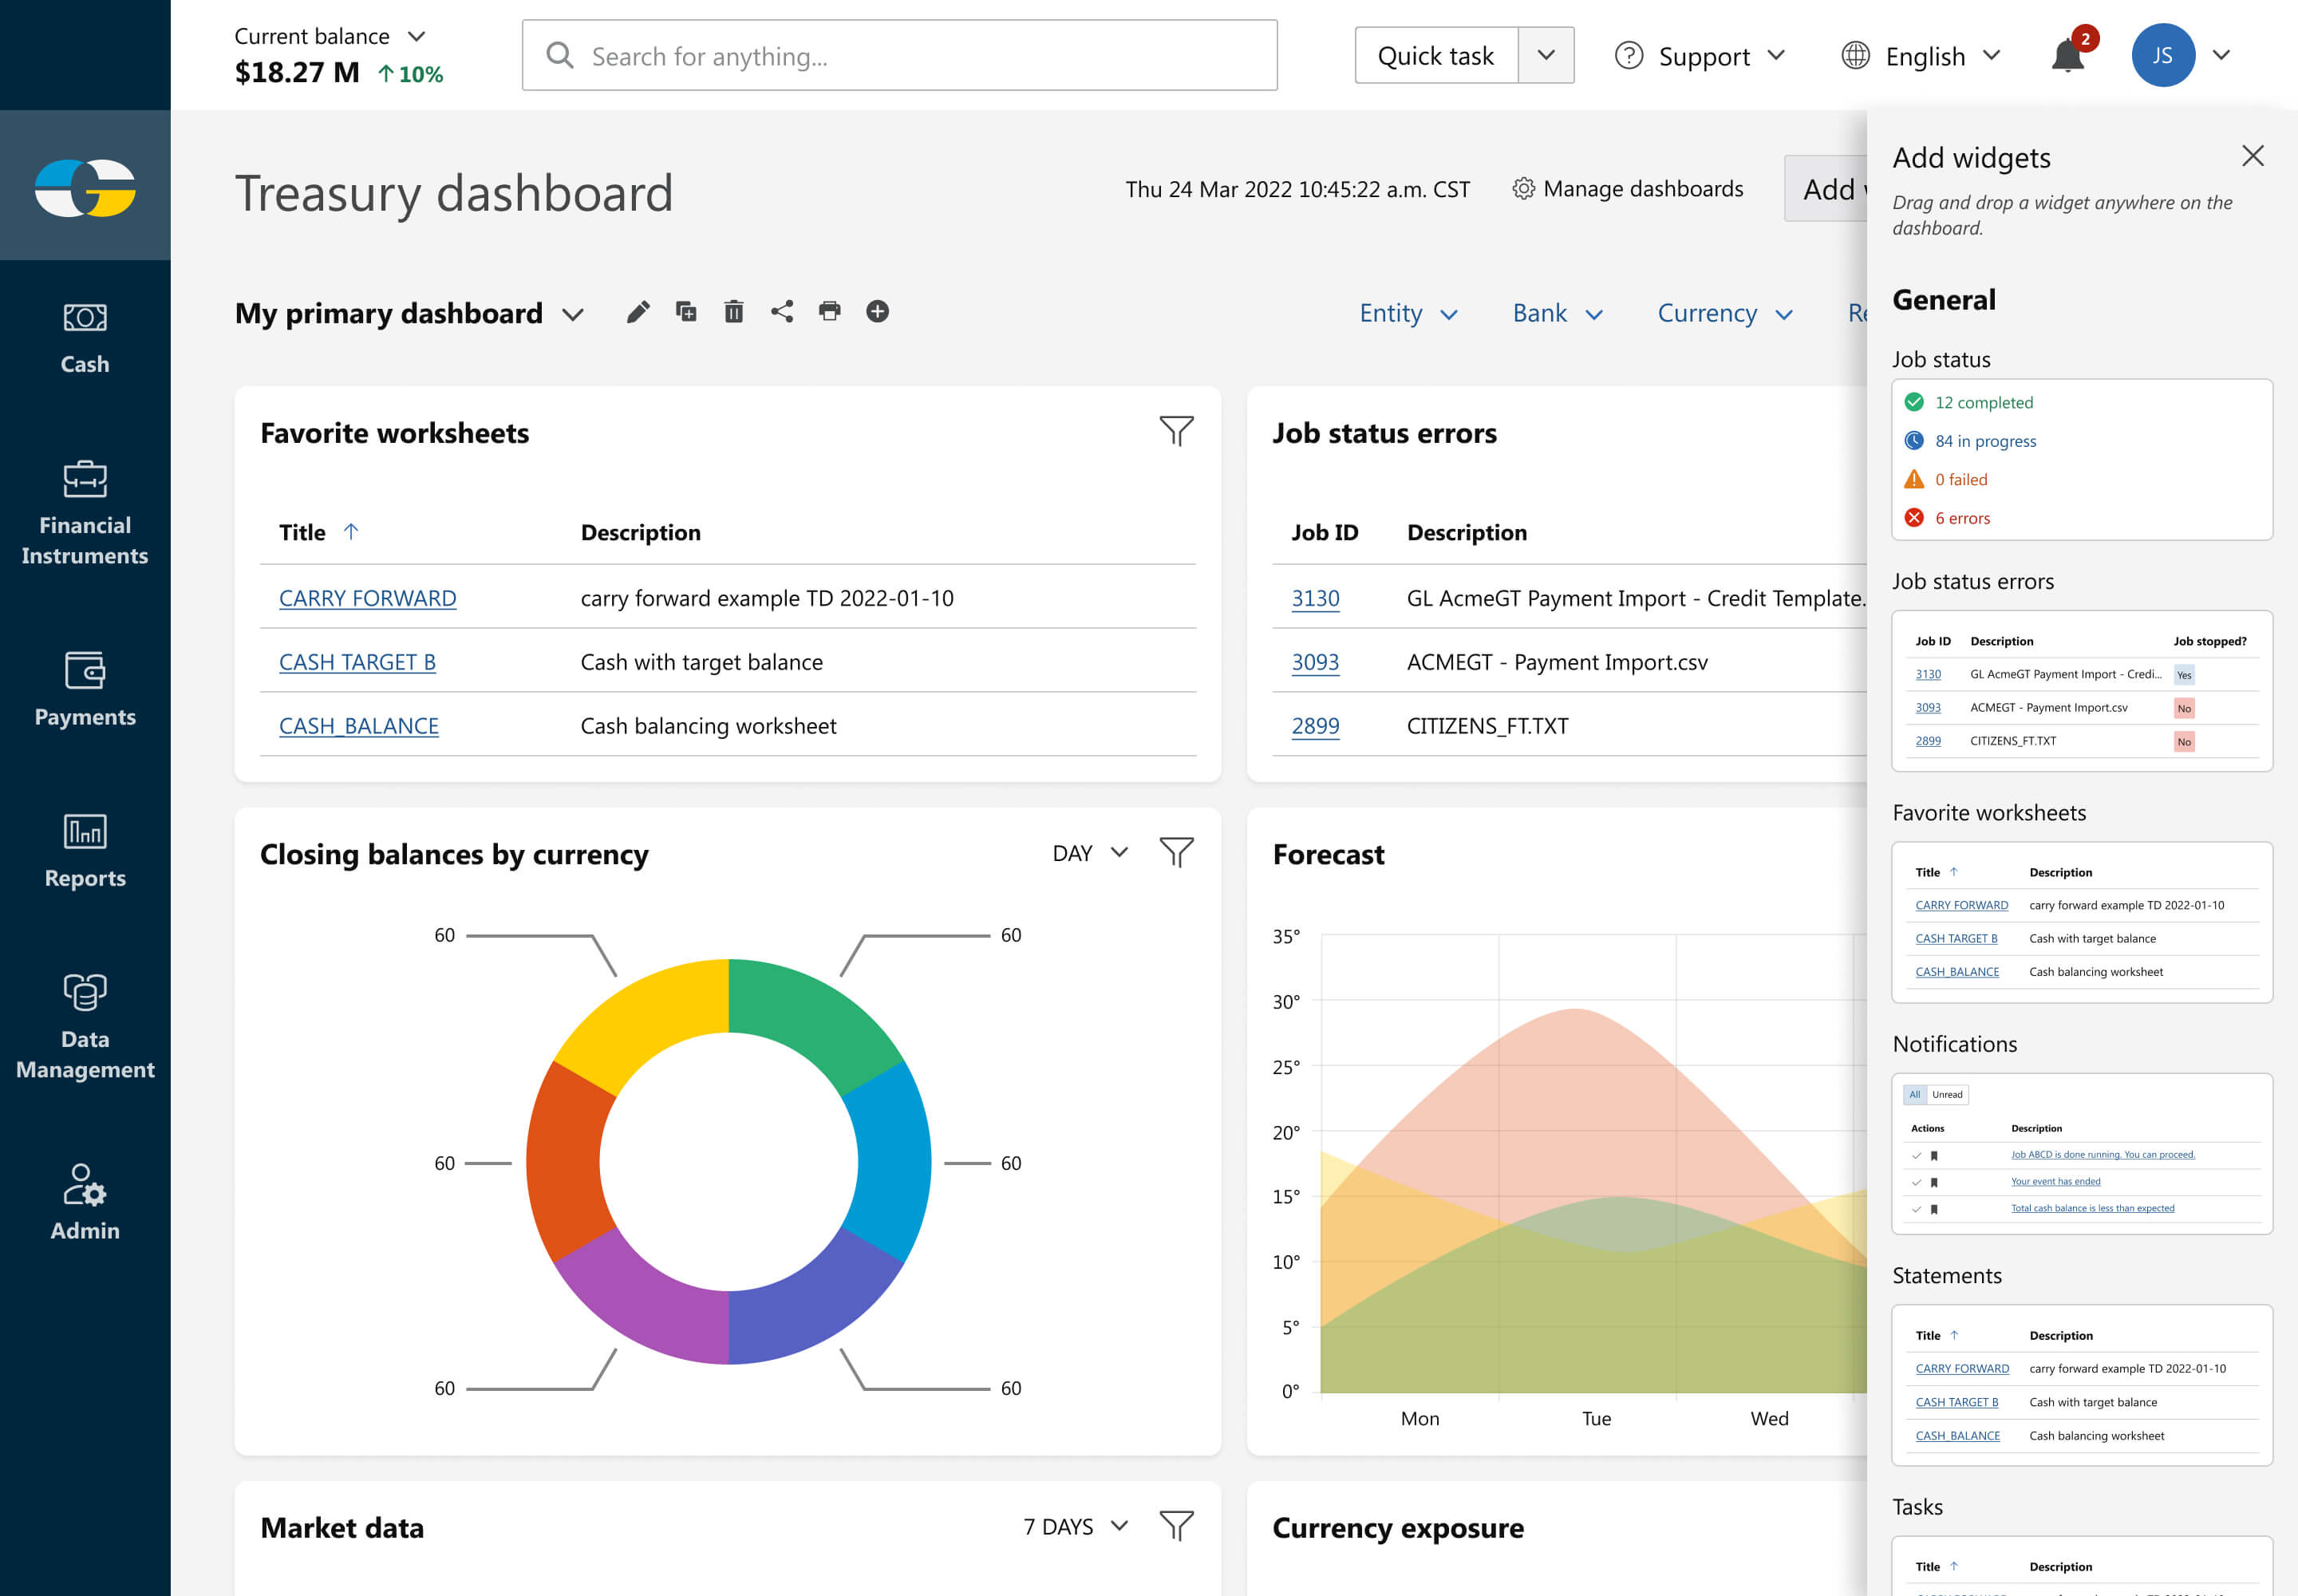 Current balance
$18.27 M 10%
Search for anything...
Quick task
Support
English
2
JS
Cash
Financial
Instruments
Payments
Reports
Data
Management
Admin
Treasury dashboard
Thu 24 Mar 2022 10:45:22 a.m. CST
Manage dashboards
Add
My primary dashboard
Entity
Bank
Currency
Favorite worksheets
Title Description
CARRY FORWARD carry forward example TD 2022-01-10
CASH TARGET B Cash with target balance
CASH_BALANCE Cash balancing worksheet
Job status errors
Job ID Description
3130 GL AcmeGT Payment Import - Credit Template.
3093 ACMEGT - Payment Import.csv
2899 CITIZENS_FT.TXT
Closing balances by currency
DAY
60 60
60 60
60 60
Forecast
35°
30°
25°
20°
15°
10°
5°
0°
Mon Tue Wed
Market data
7 DAYS
Currency exposure
Add widgets
Drag and drop a widget anywhere on the
dashboard.
General
Job status
12 completed
84 in progress
0 failed
6 errors
Job status errors
Job ID Description Job stopped?
3130 GL AcmeGT Payment Import - Credi... Yes
3093 ACMEGT - Payment Import.csv No
2899 CITIZENS_FT.TXT No
Favorite worksheets
Title Description
CARRY FORWARD carry forward example TD 2022-01-10
CASH TARGET B Cash with target balance
CASH_BALANCE Cash balancing worksheet
Notifications
All Unread
Actions Description
Job ABCD is done running. You can proceed.
Your event has ended
Total cash balance is less than expected
Statements
Title Description
CARRY FORWARD carry forward example TD 2022-01-10
CASH TARGET B Cash with target balance
CASH_BALANCE Cash balancing worksheet
Tasks
Title Description